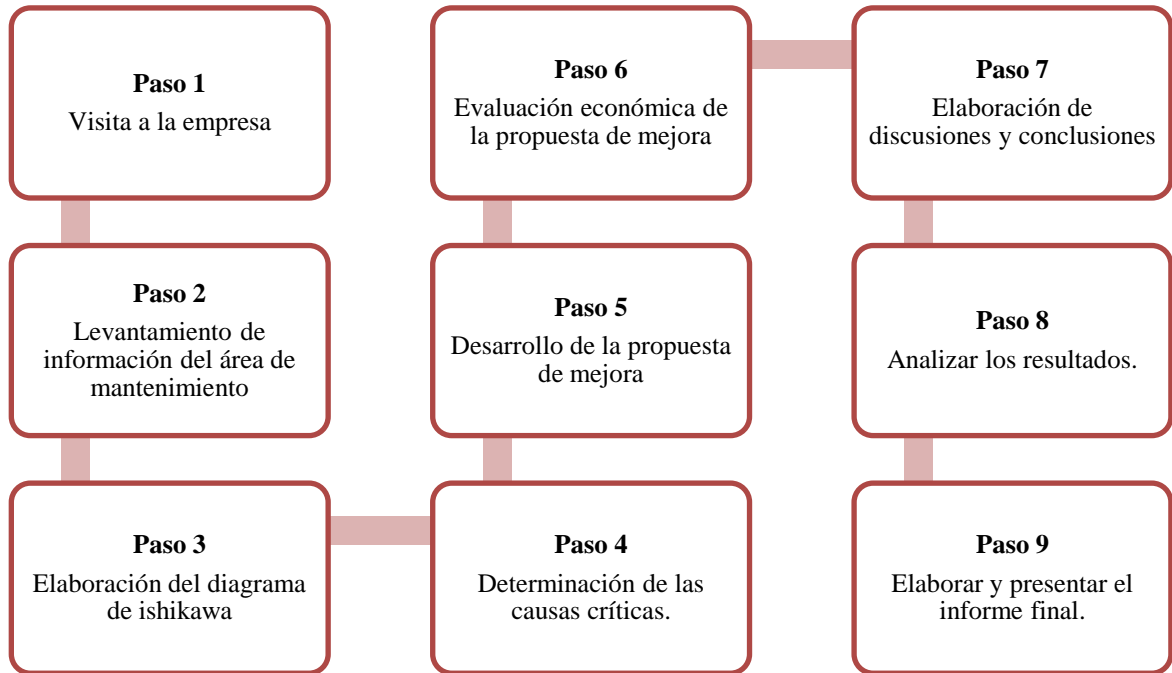 Paso 1
Visita a la empresa
Paso 2
Levantamiento de
información del área de
mantenimiento
Paso 3
Elaboración del diagrama
de ishikawa
Paso 4
Determinación de las
causas críticas.
Paso 5
Desarrollo de la propuesta
de mejora
Paso 6
Evaluación económica de
la propuesta de mejora
Paso 7
Elaboración de
discusiones y conclusiones
Paso 8
Analizar los resultados.
Paso 9
Elaborar y presentar el
informe final.